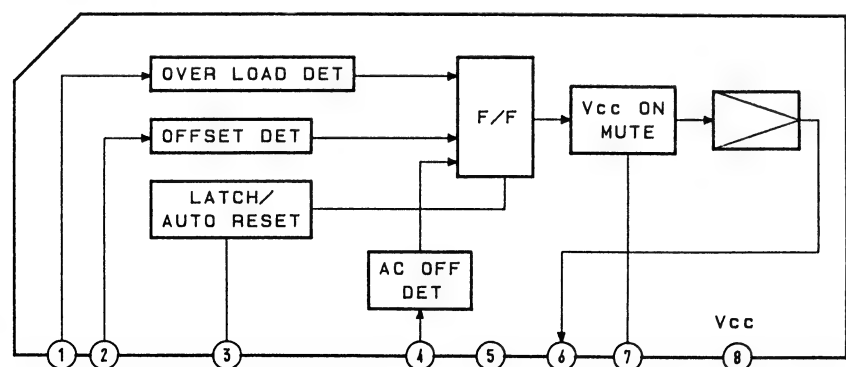 OVER LOAD DET
OFFSET DET
LATCH/
AUTO RESET
AC OFF
DET
F/F
Vcc ON
MUTE
Vcc
1
2
3
4
5
6
7
8